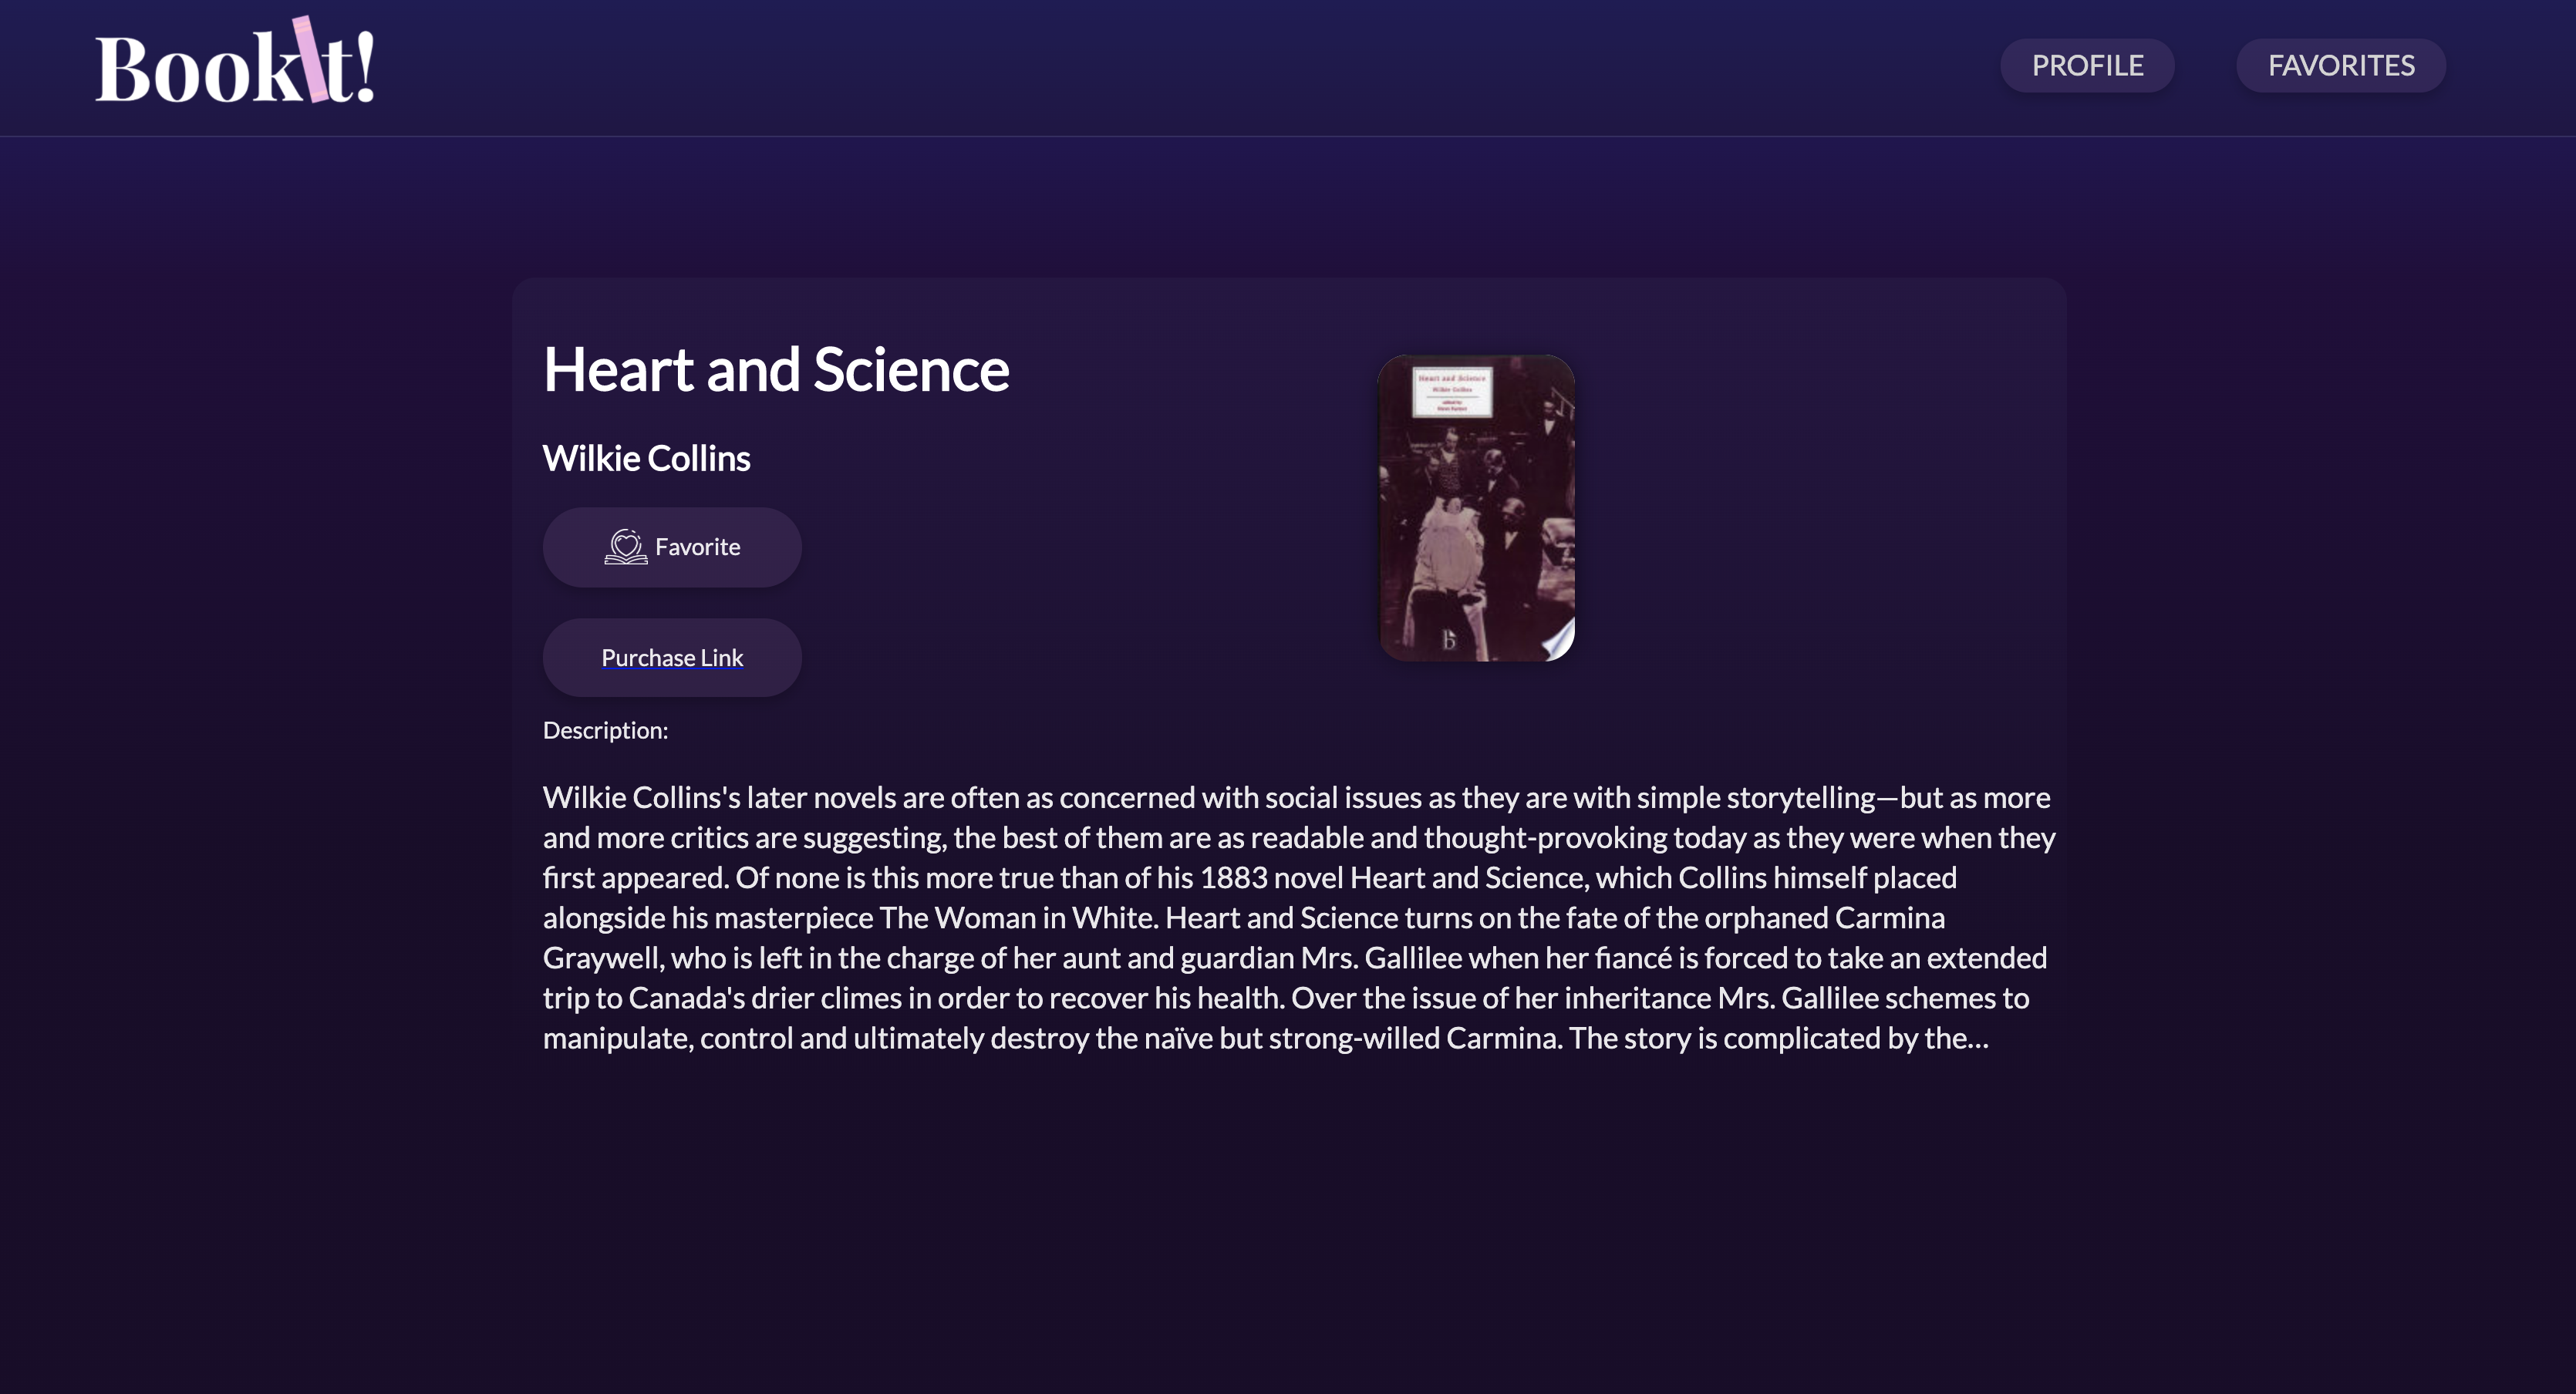 BookIt!
PROFILE
FAVORITES
Heart and Science
Wilkie Collins
Heart and Science
Wilkie Collins
edited by
Favorite
Purchase Link
Description:
Wilkie Collins's later novels are often as concerned with social issues as they are with simple storytelling—but as more
and more critics are suggesting, the best of them are as readable and thought-provoking today as they were when they
first appeared. Of none is this more true than of his 1883 novel Heart and Science, which Collins himself placed
alongside his masterpiece The Woman in White. Heart and Science turns on the fate of the orphaned Carmina
Graywell, who is left in the charge of her aunt and guardian Mrs. Gallilee when her fiancé is forced to take an extended
trip to Canada's drier climes in order to recover his health. Over the issue of her inheritance Mrs. Gallilee schemes to
manipulate, control and ultimately destroy the naïve but strong-willed Carmina. The story is complicated by the...